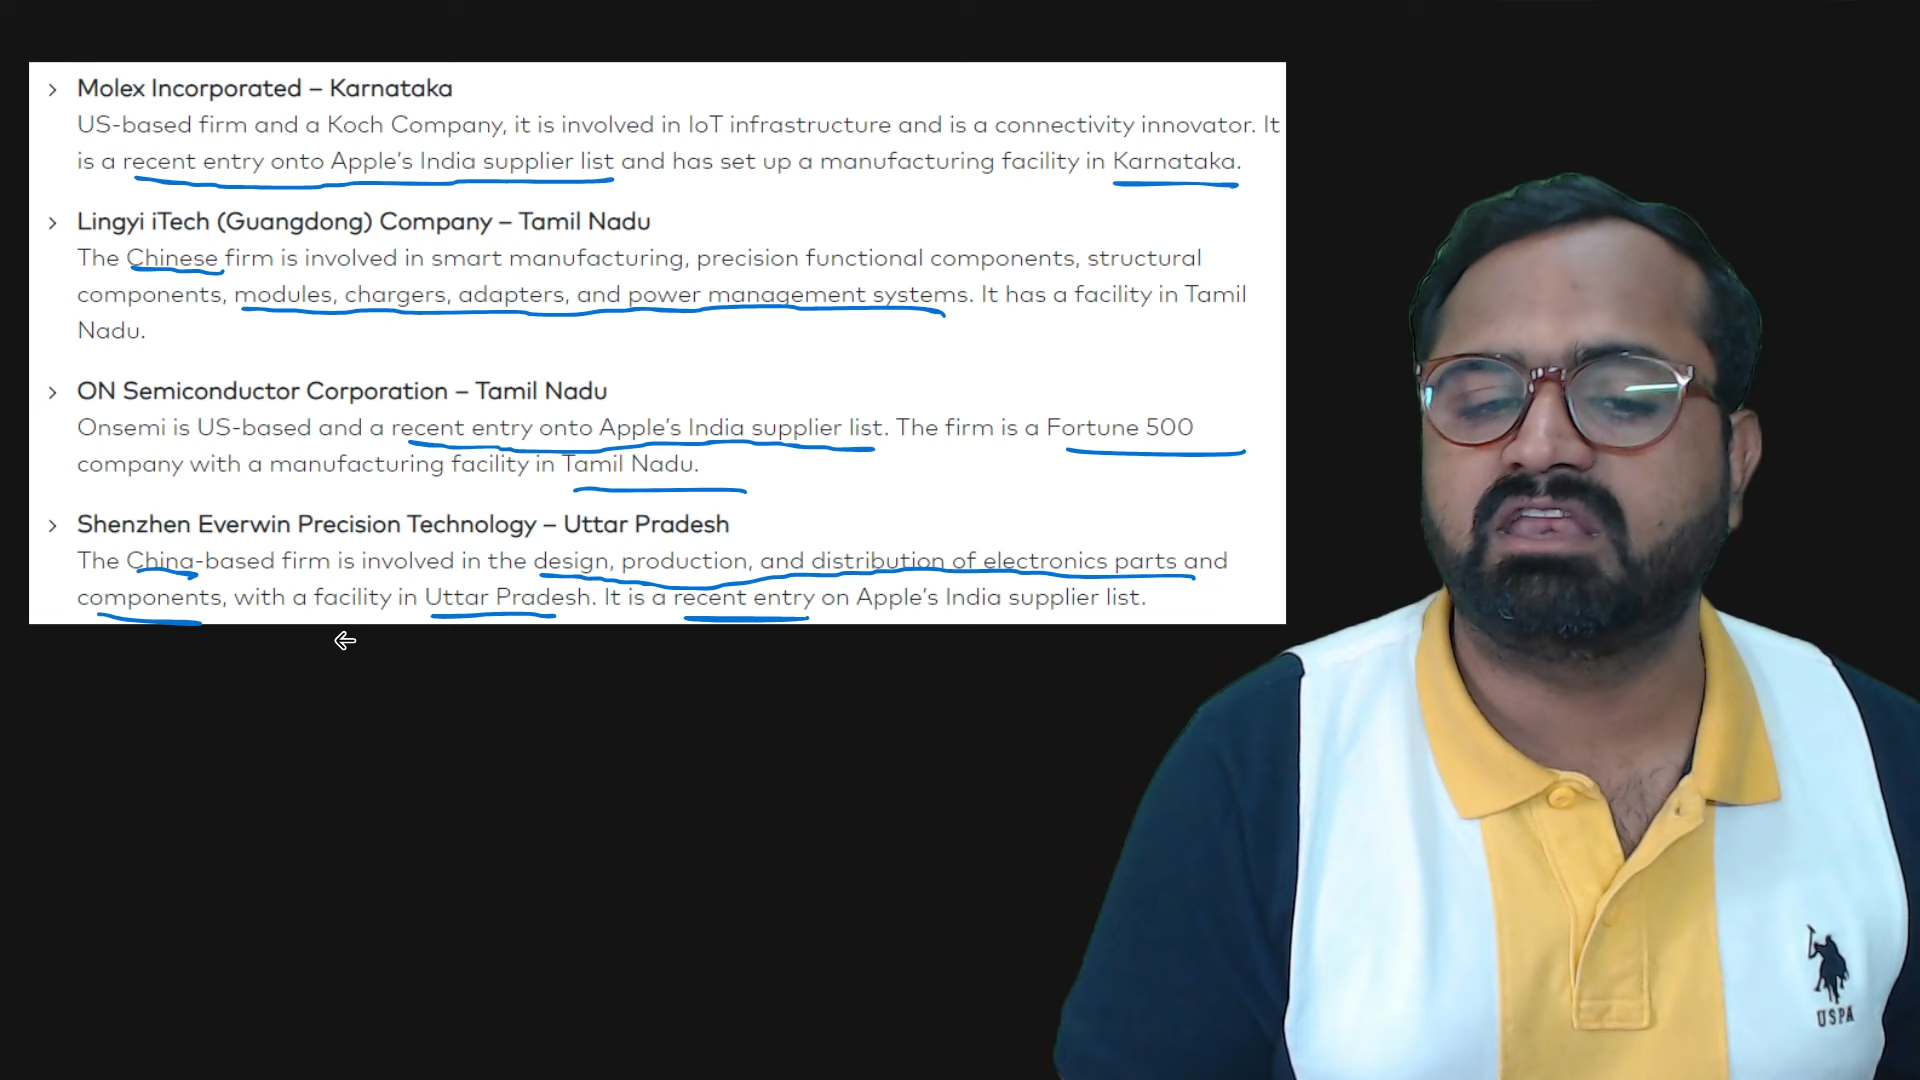 Molex Incorporated – Karnataka
US-based firm and a Koch Company, it is involved in IoT infrastructure and is a connectivity innovator. It
is a recent entry onto Apple's India supplier list and has set up a manufacturing facility in Karnataka.
Lingyi iTech (Guangdong) Company – Tamil Nadu
The Chinese firm is involved in smart manufacturing, precision functional components, structural
components, modules, chargers, adapters, and power management systems. It has a facility in Tamil
Nadu.
ON Semiconductor Corporation – Tamil Nadu
Onsemi is US-based and a recent entry onto Apple's India supplier list. The firm is a Fortune 500
company with a manufacturing facility in Tamil Nadu.
Shenzhen Everwin Precision Technology – Uttar Pradesh
The China-based firm is involved in the design, production, and distribution of electronics parts and
components, with a facility in Uttar Pradesh. It is a recent entry on Apple's India supplier list.
USPA